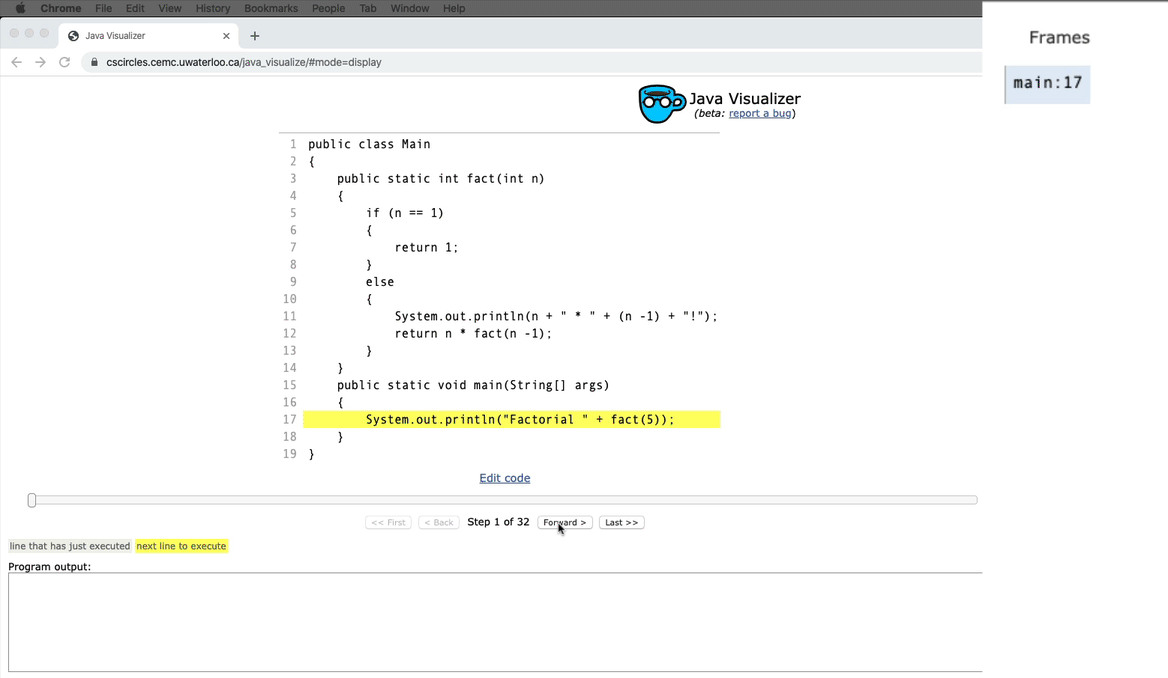 Chrome File Edit View History Bookmarks People Tab Window Help
Java Visualizer
cscircles.cemc.uwaterloo.ca/java_visualize/#mode=display
Frames
main:17
Java Visualizer
(beta: report a bug)
1 public class Main
2 {
3     public static int fact(int n)
4     {
5         if (n == 1)
6         {
7             return 1;
8         }
9         else
10         {
11             System.out.println(n + " * " + (n -1) + "!");
12             return n * fact(n -1);
13         }
14     }
15     public static void main(String[] args)
16     {
17         System.out.println("Factorial " + fact(5));
18     }
19 }
Edit code
<< First < Back Step 1 of 32 Forward > Last >>
line that has just executed next line to execute
Program output: